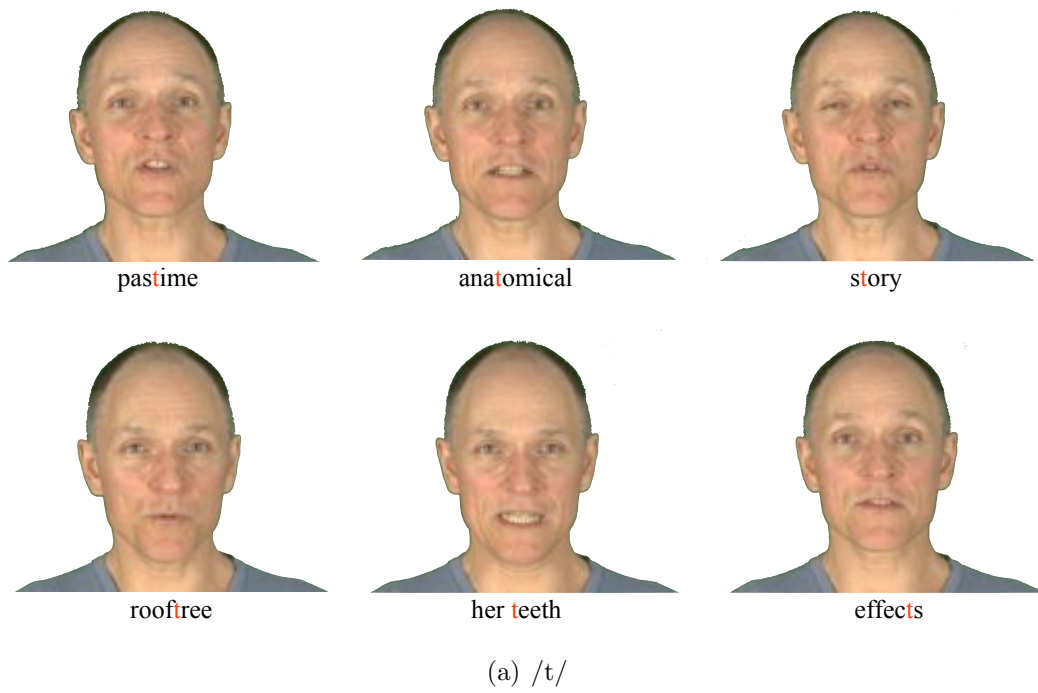 pastime anatomical story
rooftree her teeth effects
(a) /t/